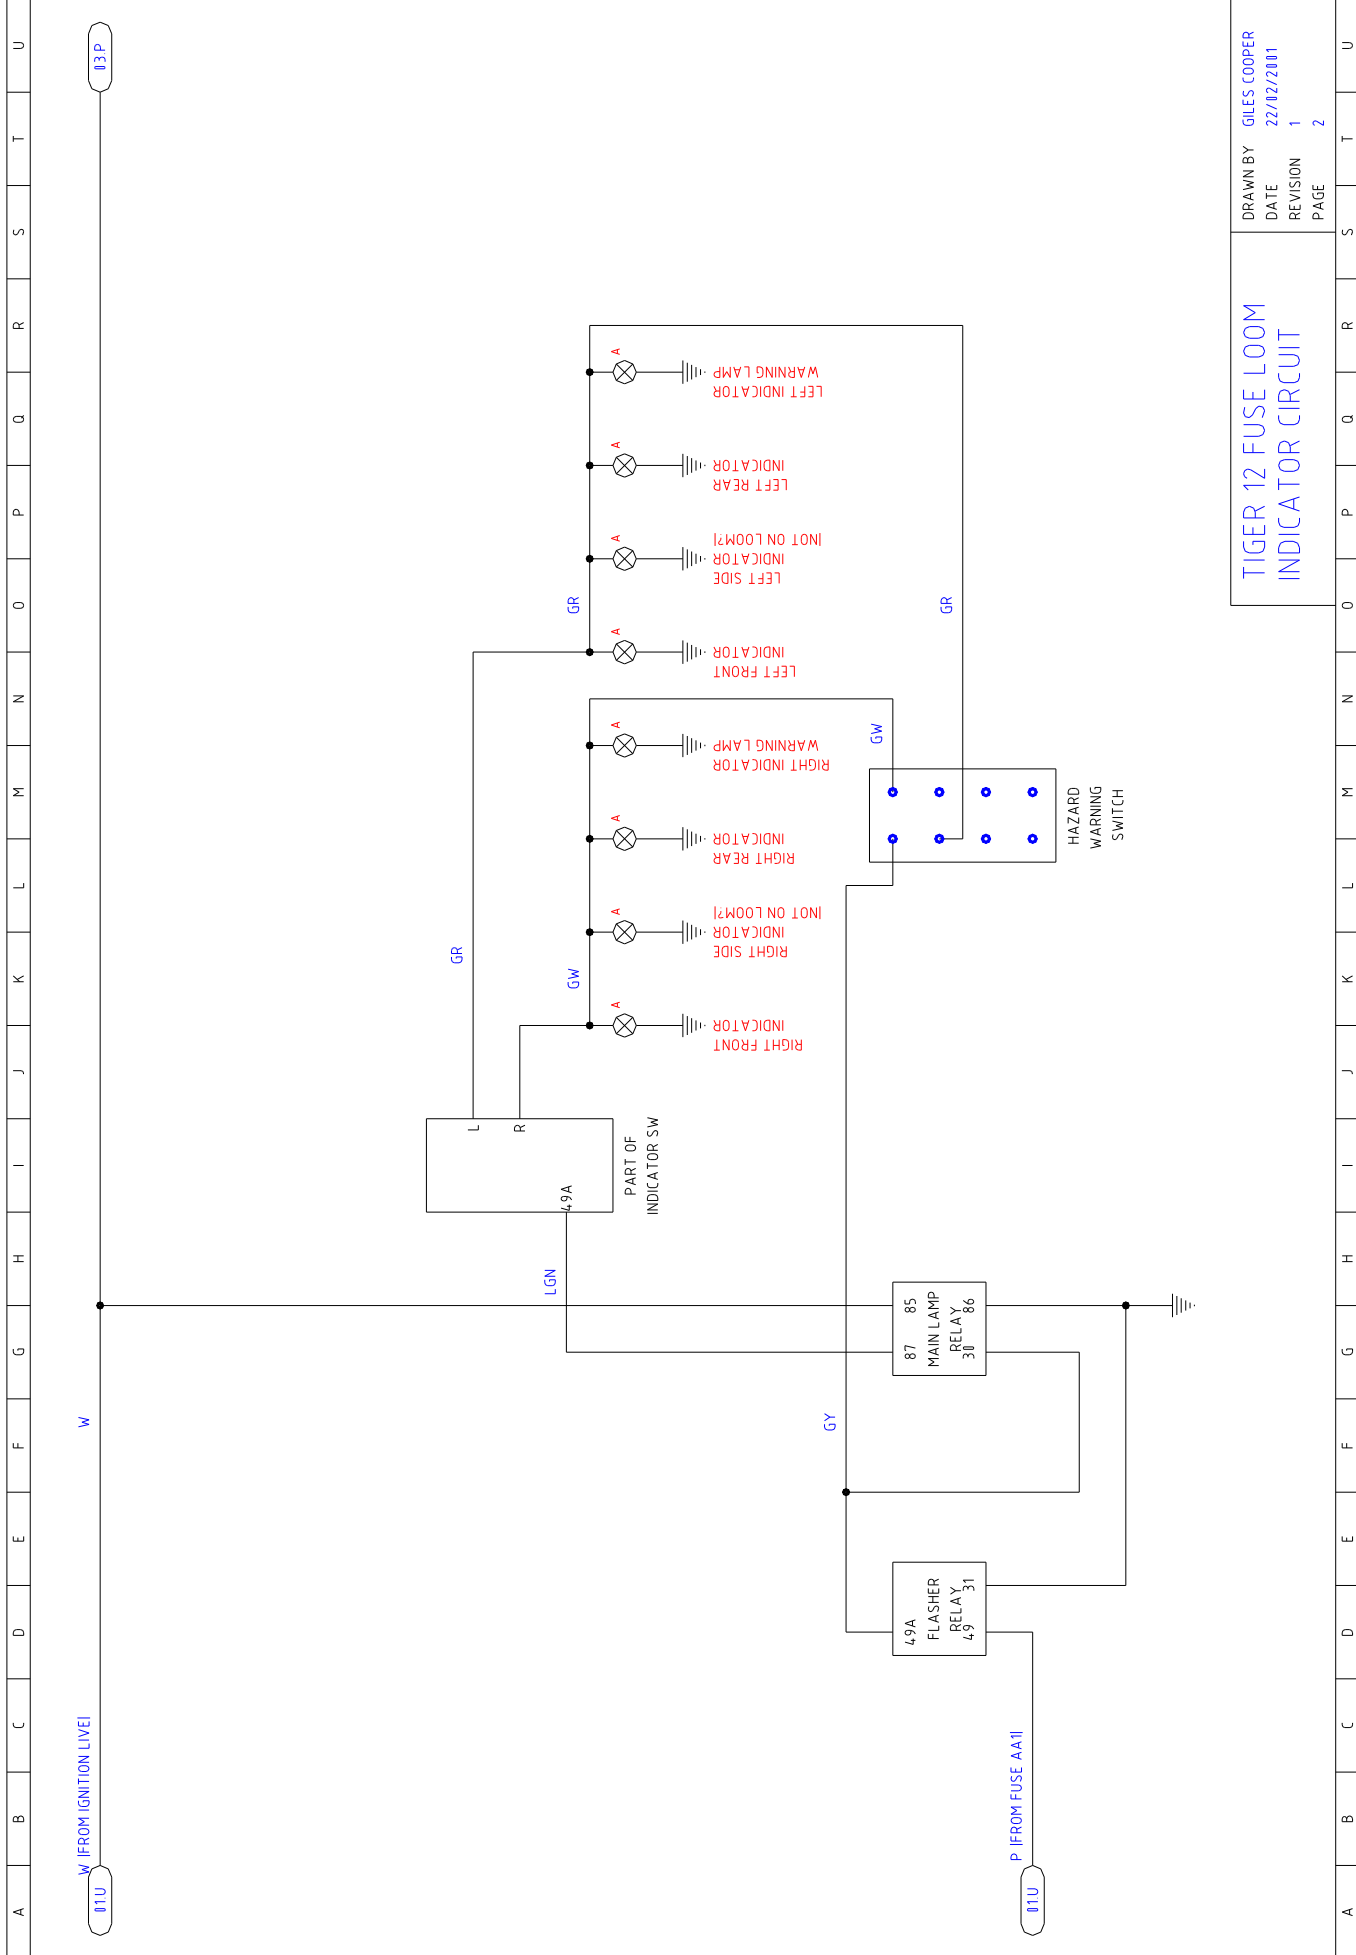 A B C D E F G H I J K L M N O P Q R S T U
01.U
W |FROM IGNITION LIVE|
W
03.P
GR
L
R
49A
PART OF
INDICATOR SW
LGN
GW
GR
A
A
A
A
A
A
A
A
RIGHT FRONT
INDICATOR
RIGHT SIDE
INDICATOR
|NOT ON LOOM?|
RIGHT REAR
INDICATOR
RIGHT INDICATOR
WARNING LAMP
LEFT FRONT
INDICATOR
LEFT SIDE
INDICATOR
|NOT ON LOOM?|
LEFT REAR
INDICATOR
LEFT INDICATOR
WARNING LAMP
GY
GW
GR
49A
FLASHER
RELAY
49 31
87 85
MAIN LAMP
RELAY
30 86
HAZARD
WARNING
SWITCH
P |FROM FUSE AA1|
01.U
TIGER 12 FUSE LOOM
INDICATOR CIRCUIT
DRAWN BY GILES COOPER
DATE 22/02/2001
REVISION 1
PAGE 2
A B C D E F G H I J K L M N O P Q R S T U